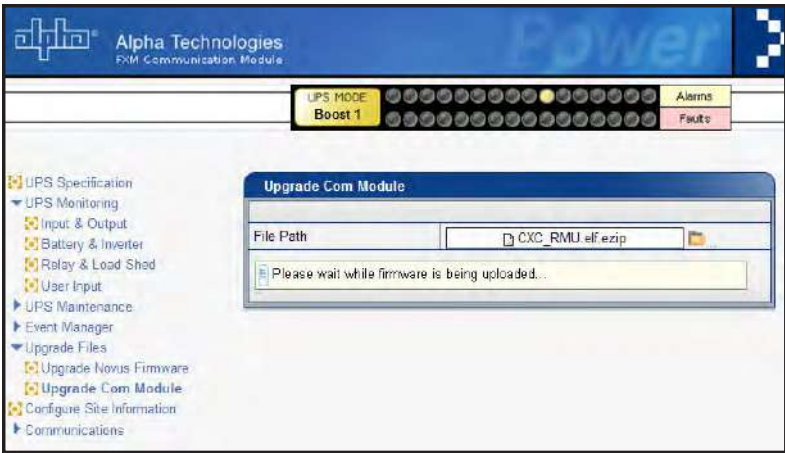 alpha
Alpha Technologies
FXM Communication Module
Power
UPS MODE
Boost 1
Alarms
Faults
UPS Specification
UPS Monitoring
Input & Output
Battery & Inverter
Relay & Load Shed
User Input
UPS Maintenance
Event Manager
Upgrade Files
Upgrade Novus Firmware
Upgrade Com Module
Configure Site Information
Communications
Upgrade Com Module
File Path
CXC_RMU.elf.ezip
Please wait while firmware is being uploaded...